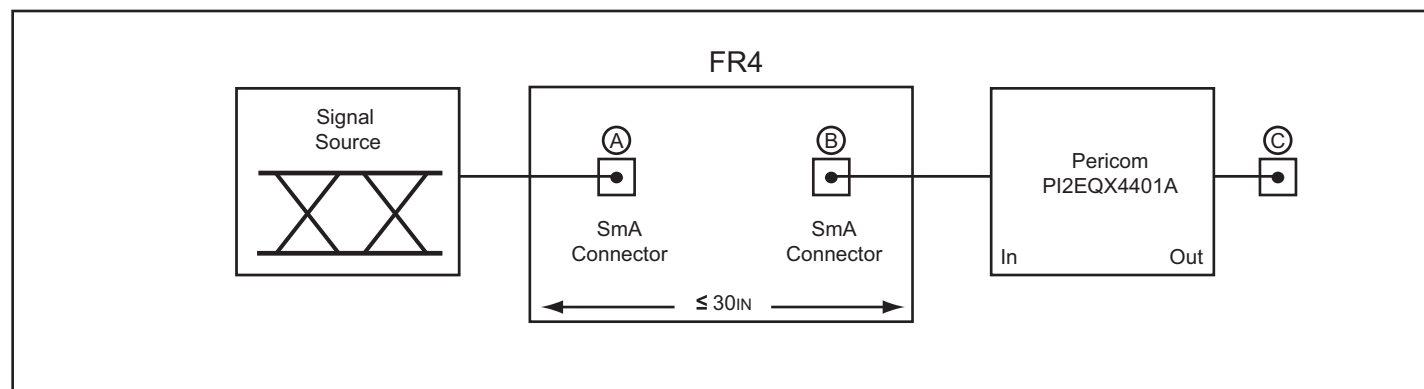 FR4
Signal
Source
A
B
C
SmA
Connector
SmA
Connector
Pericom
PI2EQX4401A
In
Out
≤ 30IN